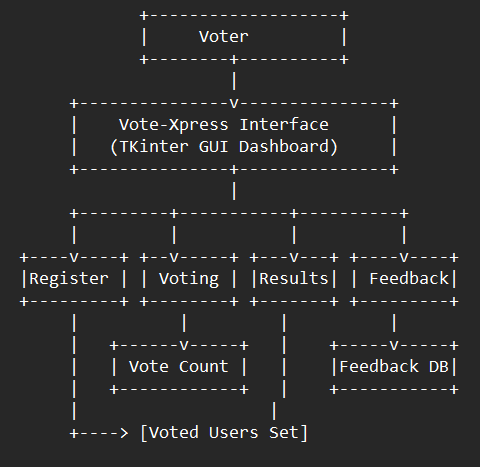 Voter
Vote-Xpress Interface
(TKinter GUI Dashboard)
Register Voting Results Feedback
Vote Count Feedback DB
[Voted Users Set]